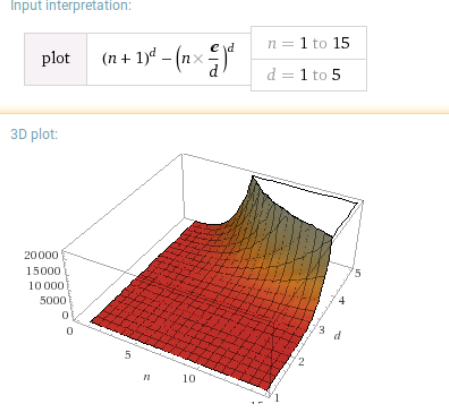 Input interpretation:
plot (n + 1)^d − (n × e/d)^d n = 1 to 15
d = 1 to 5
3D plot:
20000
15000
10000
5000
0
0
5
n
10
1
2
3
d
4
5